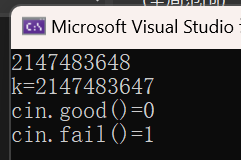 Microsoft Visual Studio
2147483648
k=2147483647
cin.good()=0
cin.fail()=1